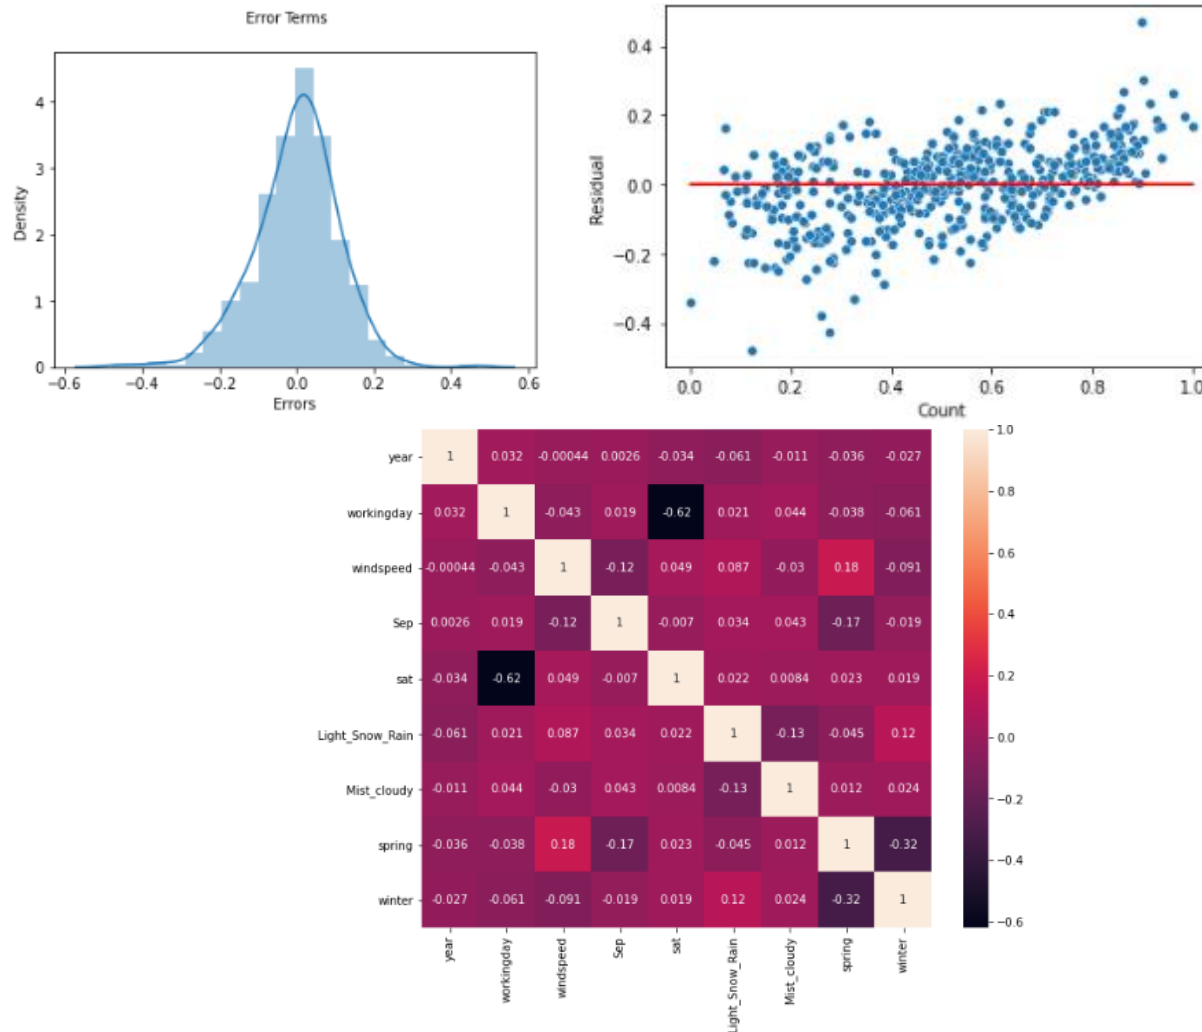 Error Terms
4
3
2
1
0
Density
−0.6 −0.4 −0.2 0.0 0.2 0.4 0.6
Errors
0.4
0.2
0.0
−0.2
−0.4
Residual
0.0 0.2 0.4 0.6 0.8 1.0
Count
year 1 0.032 -0.00044 0.0026 -0.034 -0.061 -0.011 -0.036 -0.027
workingday 0.032 1 -0.043 0.019 -0.62 0.021 0.044 -0.038 -0.061
windspeed -0.00044 -0.043 1 -0.12 0.049 0.087 -0.03 0.18 -0.091
Sep 0.0026 0.019 -0.12 1 -0.007 0.034 0.043 -0.17 -0.019
sat -0.034 -0.62 0.049 -0.007 1 0.022 0.0084 0.023 0.019
Light_Snow_Rain -0.061 0.021 0.087 0.034 0.022 1 -0.13 -0.045 0.12
Mist_cloudy -0.011 0.044 -0.03 0.043 0.0084 -0.13 1 0.012 0.024
spring -0.036 -0.038 0.18 -0.17 0.023 -0.045 0.012 1 -0.32
winter -0.027 -0.061 -0.091 -0.019 0.019 0.12 0.024 -0.32 1
year workingday windspeed Sep sat Light_Snow_Rain Mist_cloudy spring winter
1.0
0.8
0.6
0.4
0.2
0.0
−0.2
−0.4
−0.6